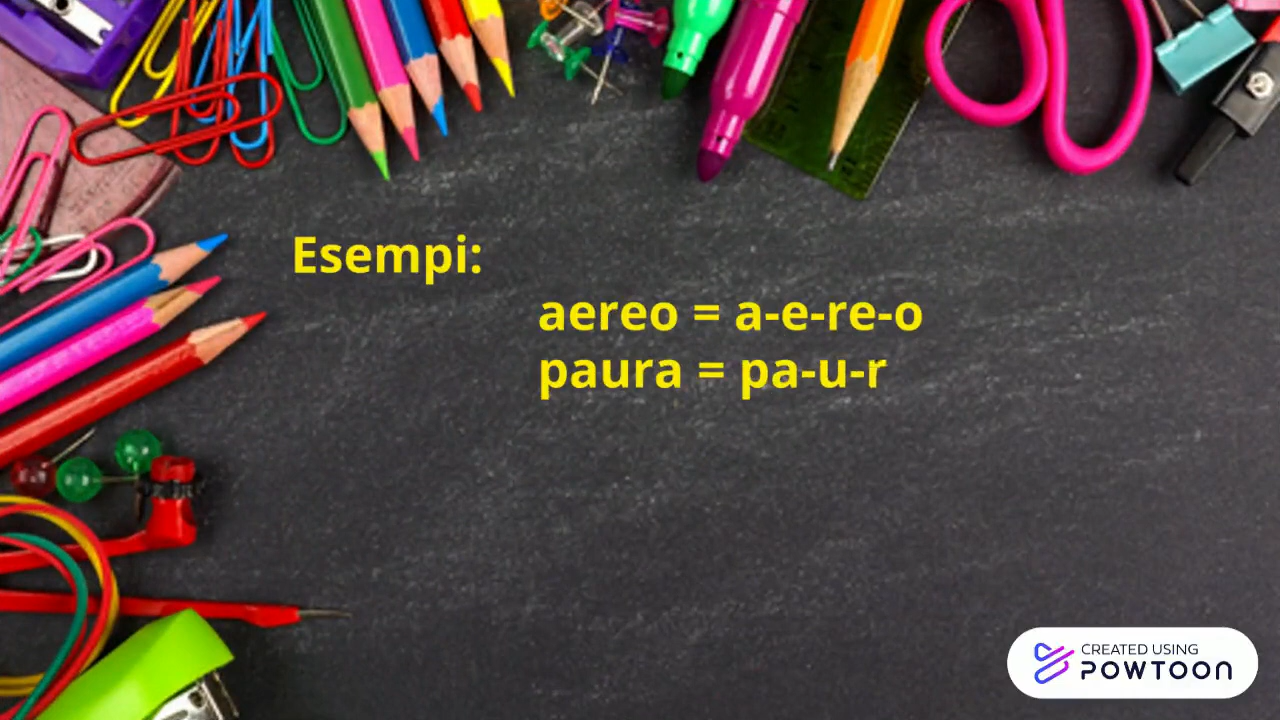 Esempi:
aereo = a-e-re-o
paura = pa-u-r
CREATED USING
POWTOON